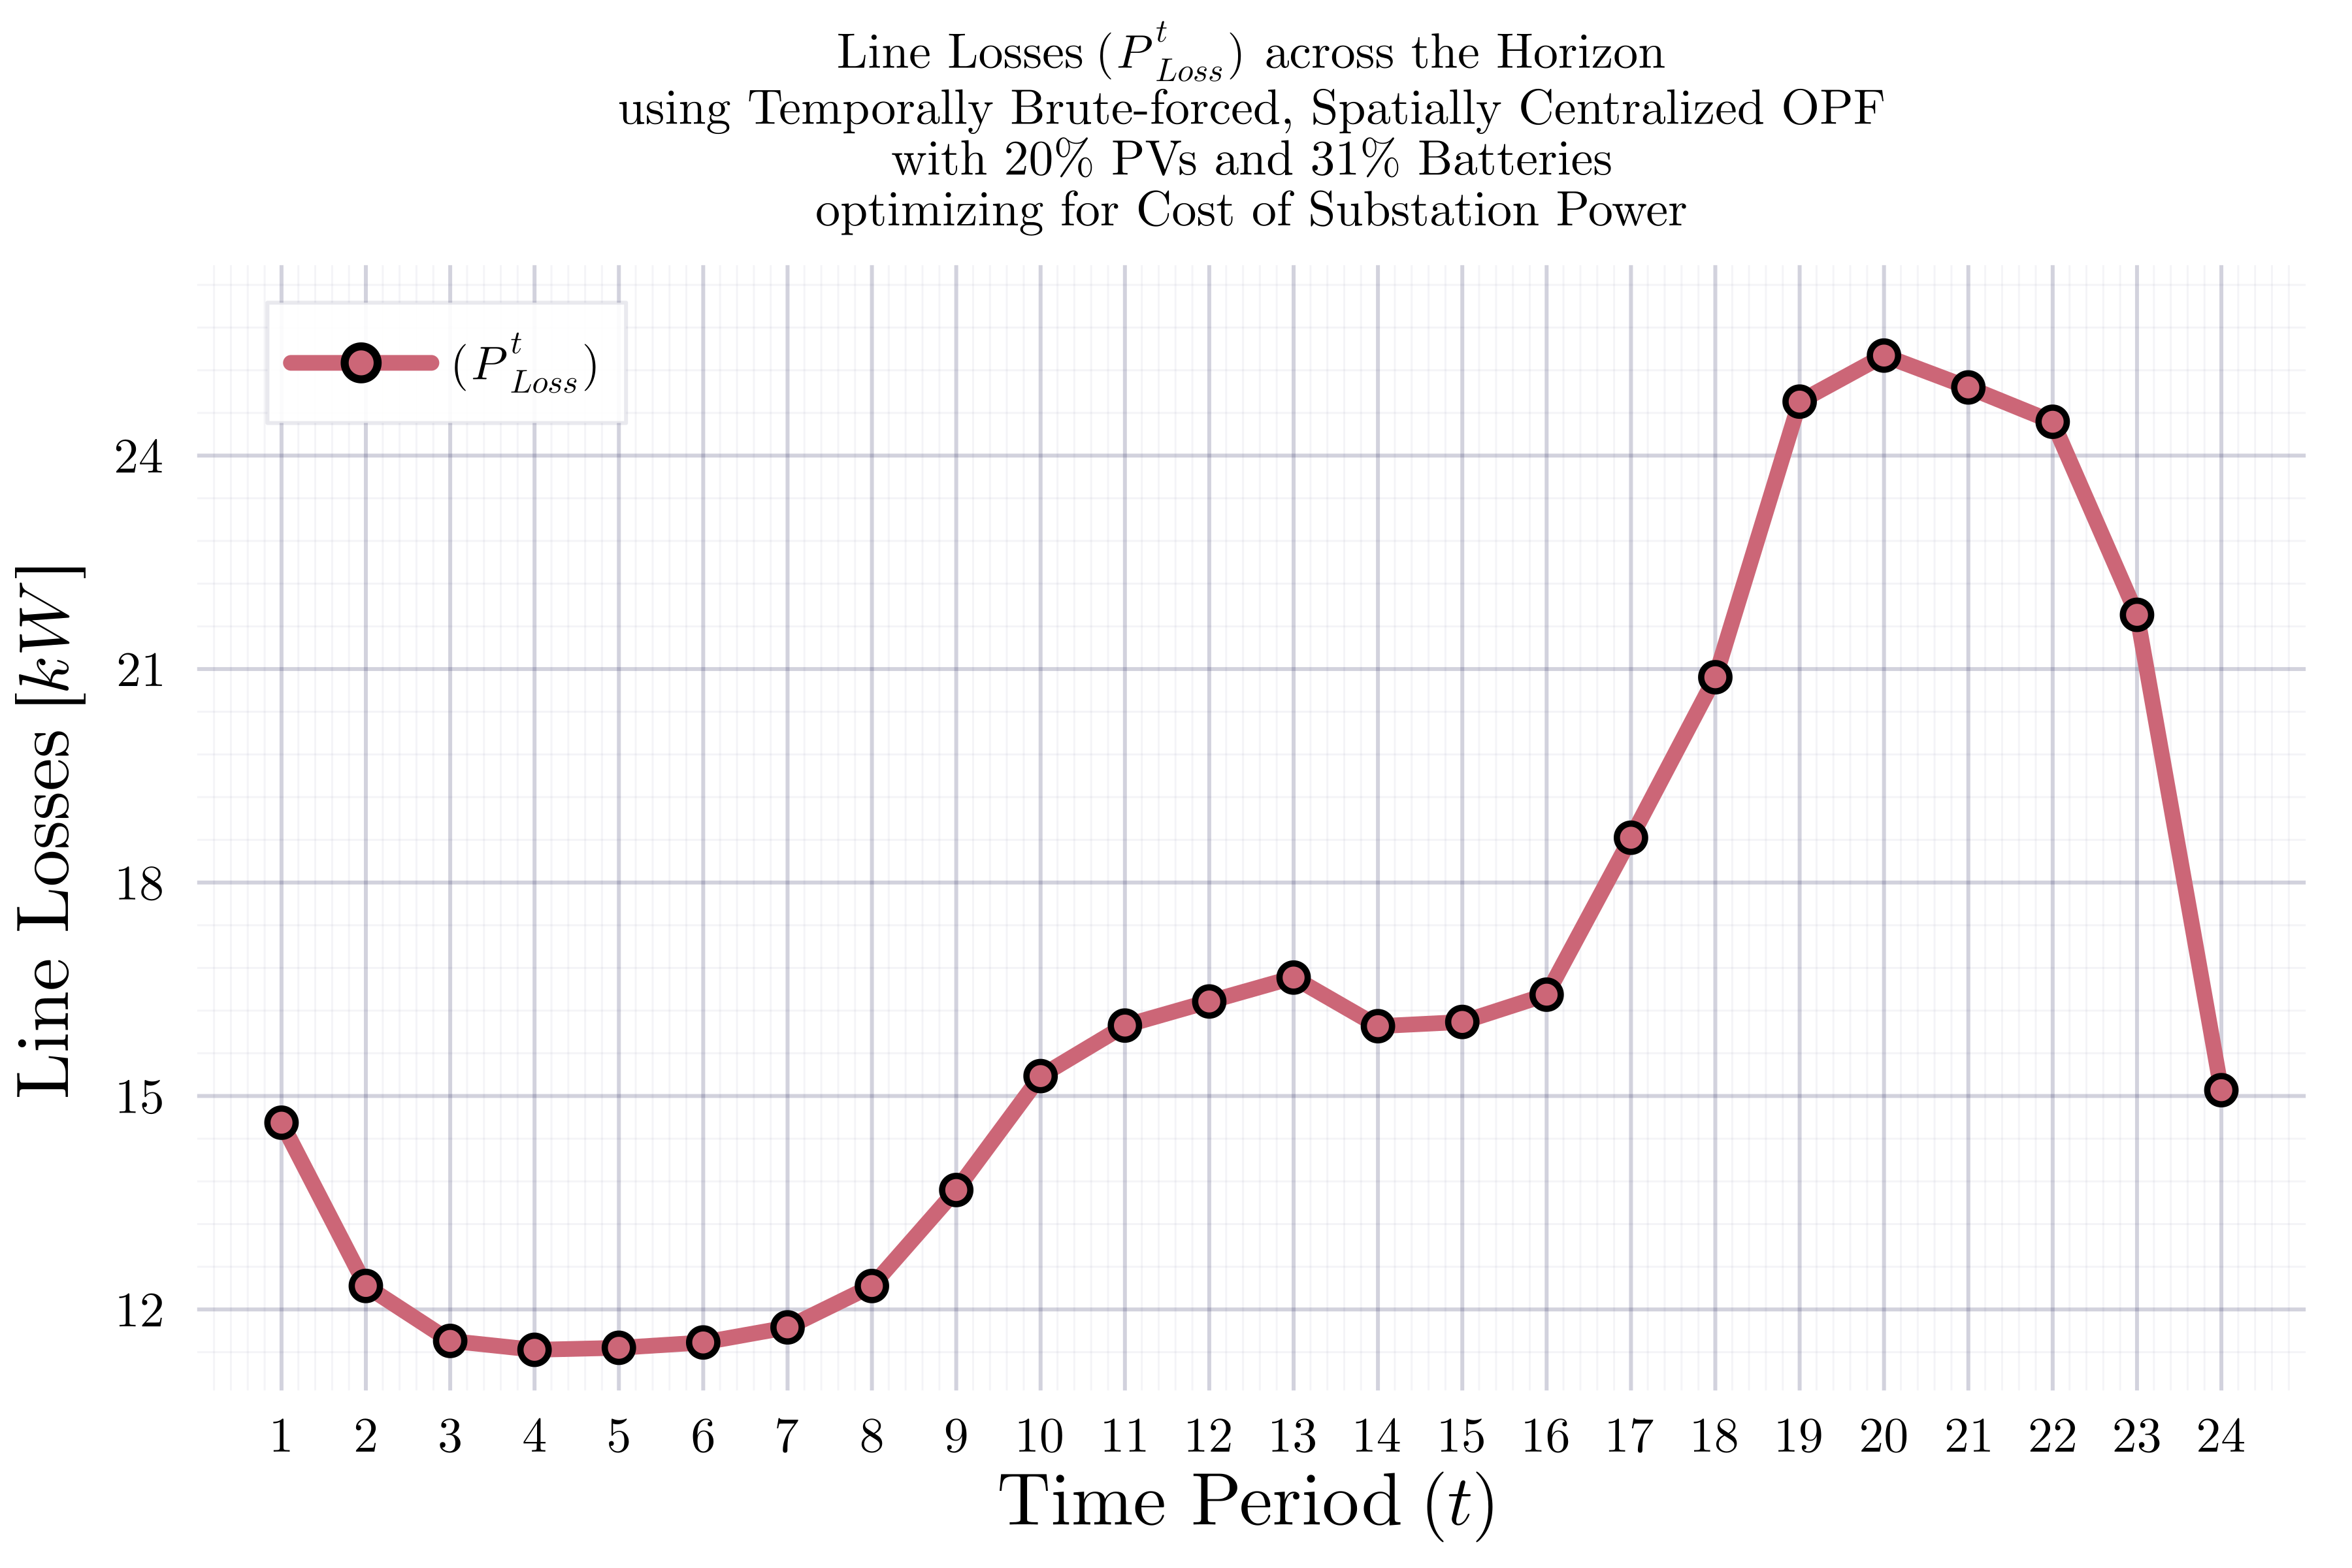 Line Losses (P^t_Loss) across the Horizon
using Temporally Brute-forced, Spatially Centralized OPF
with 20% PVs and 31% Batteries
optimizing for Cost of Substation Power
(P^t_Loss)
Line Losses [kW]
24
21
18
15
12
1 2 3 4 5 6 7 8 9 10 11 12 13 14 15 16 17 18 19 20 21 22 23 24
Time Period (t)